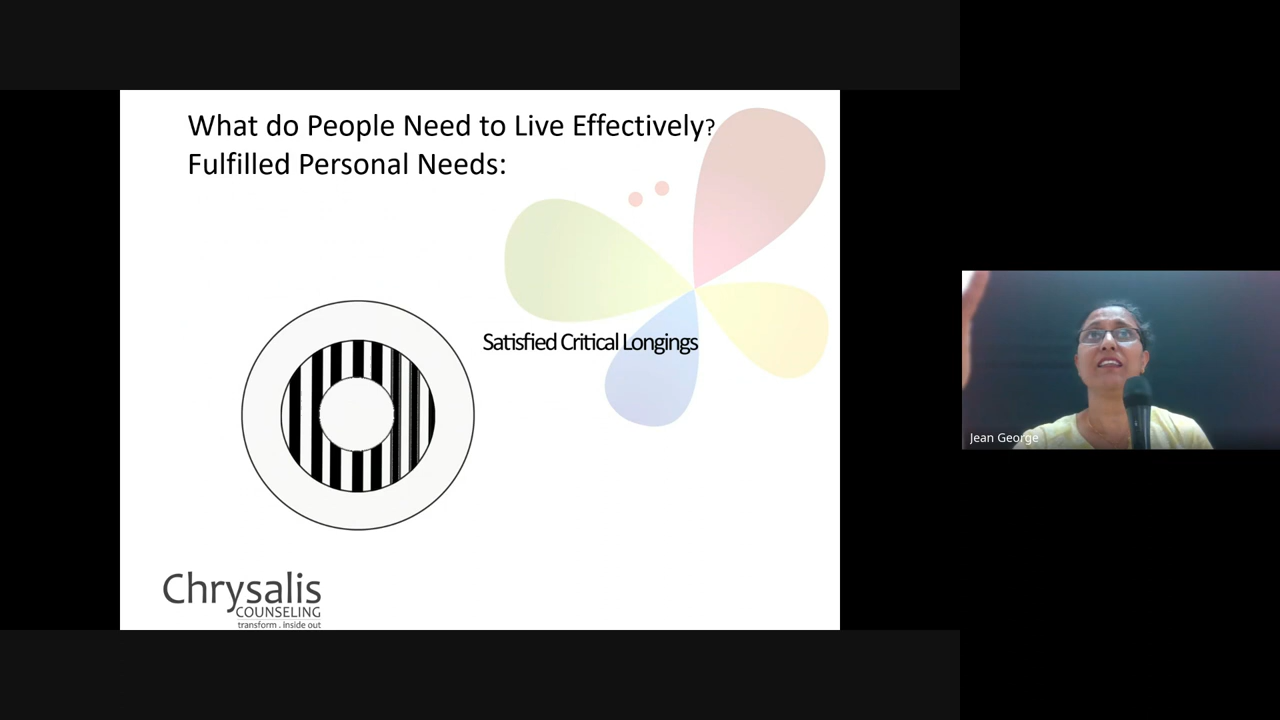 What do People Need to Live Effectively?
Fulfilled Personal Needs:
Satisfied Critical Longings
Chrysalis
COUNSELING
transform . inside out
Jean George